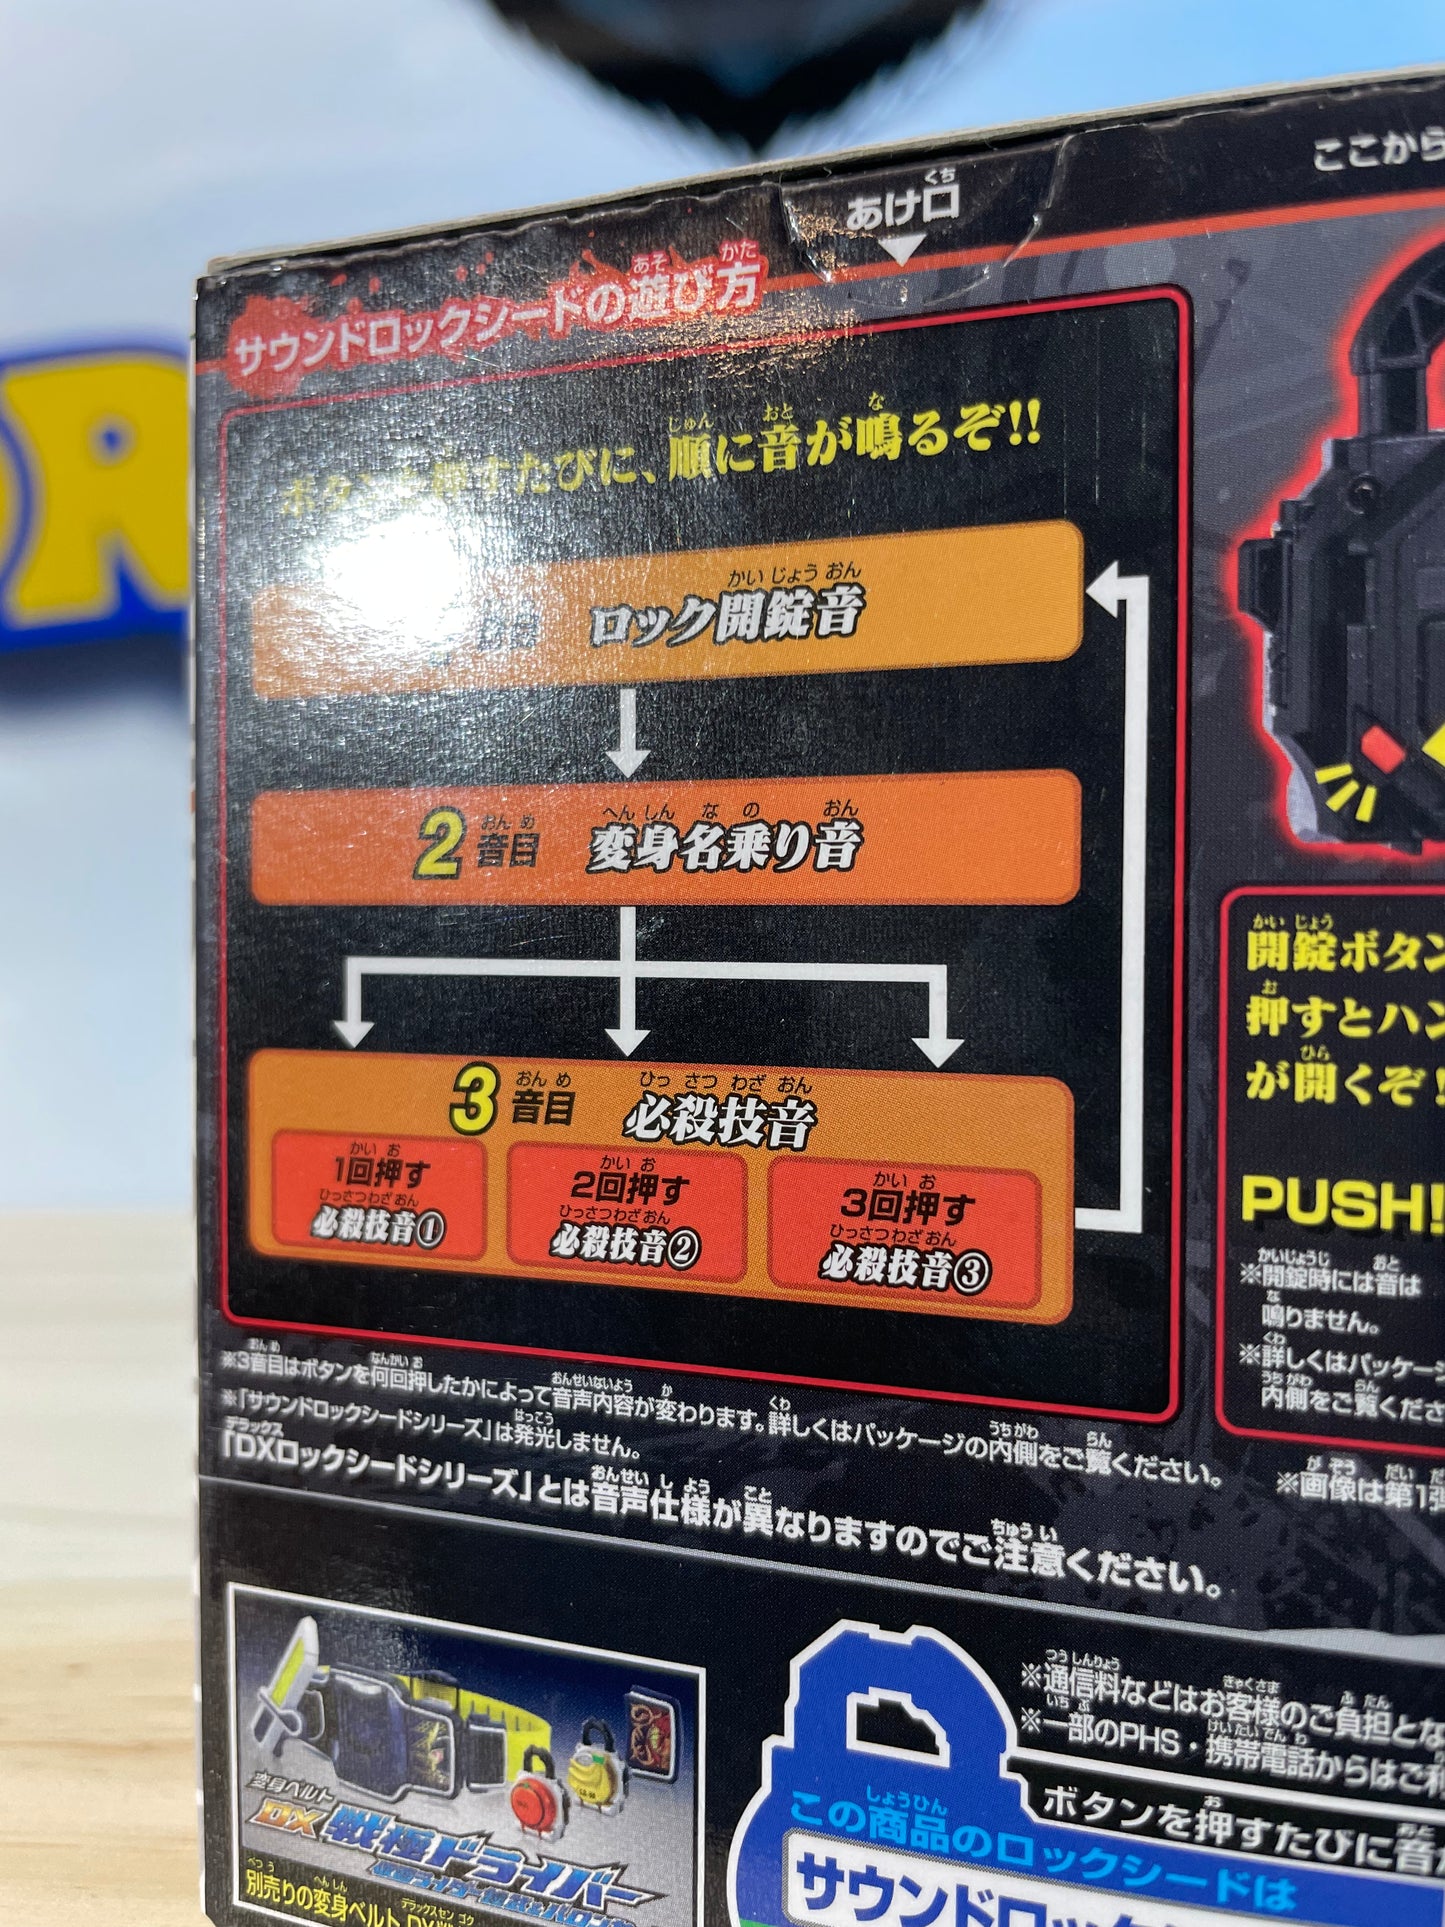 ここから
あけ口
サウンドロックシードの遊び方
ボタンを押すたびに、順に音が鳴るぞ!!
ロック開錠音
2音目 変身名乗り音
3音目 必殺技音
1回押す
必殺技音①
2回押す
必殺技音②
3回押す
必殺技音③
※3音目はボタンを何回押したかによって音声内容が変わります。詳しくはパッケージの内側をご覧ください。
※「サウンドロックシードシリーズ」は発光しません。
「DXロックシードシリーズ」とは音声仕様が異なりますのでご注意ください。
開錠ボタン
押すとハン
が開くぞ!
PUSH!
※開錠時には音は
鳴りません。
※詳しくはパッケージ
内側をご覧くださ
※画像は第1弾
変身ベルト
DX 戦極ドライバー
別売りの変身ベルト
※通信料などはお客様のご負担とな
※一部のPHS・携帯電話からはご利
ボタンを押すたびに音が
この商品のロックシードは
サウンドロッ
R